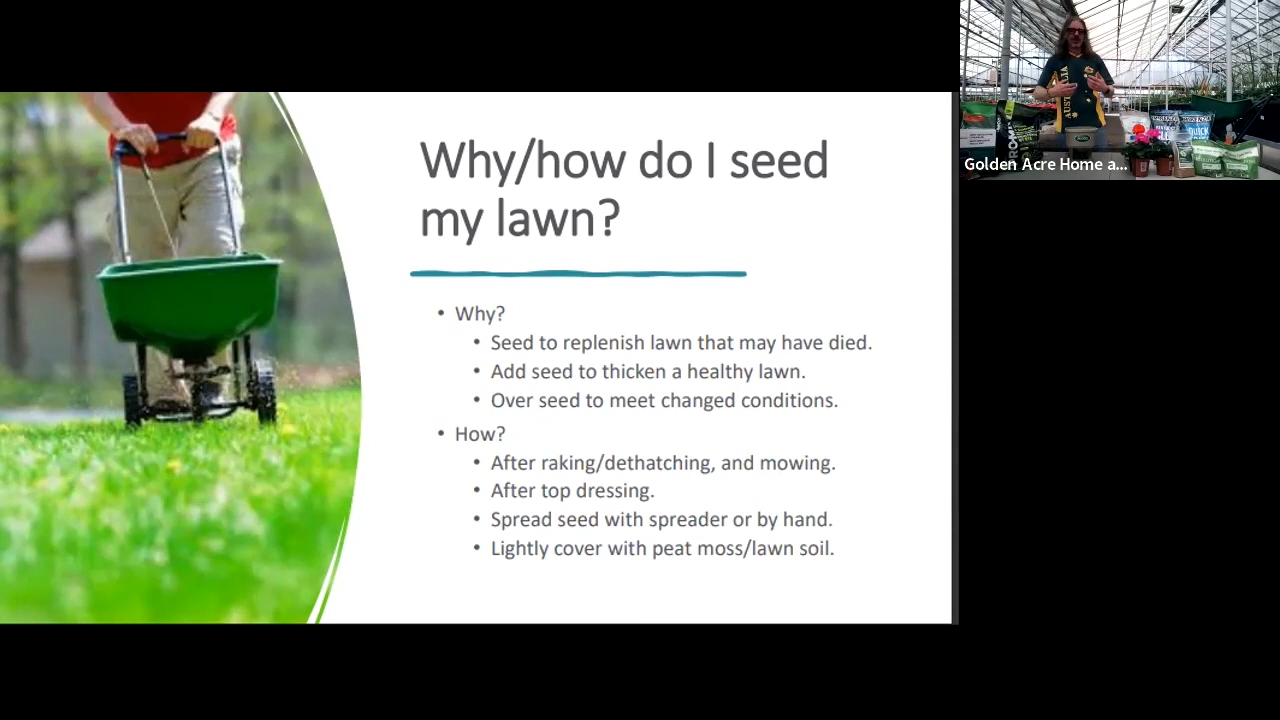 Why/how do I seed
my lawn?
• Why?
• Seed to replenish lawn that may have died.
• Add seed to thicken a healthy lawn.
• Over seed to meet changed conditions.
• How?
• After raking/dethatching, and mowing.
• After top dressing.
• Spread seed with spreader or by hand.
• Lightly cover with peat moss/lawn soil.
AUSTRALIA
Golden Acre Home a...